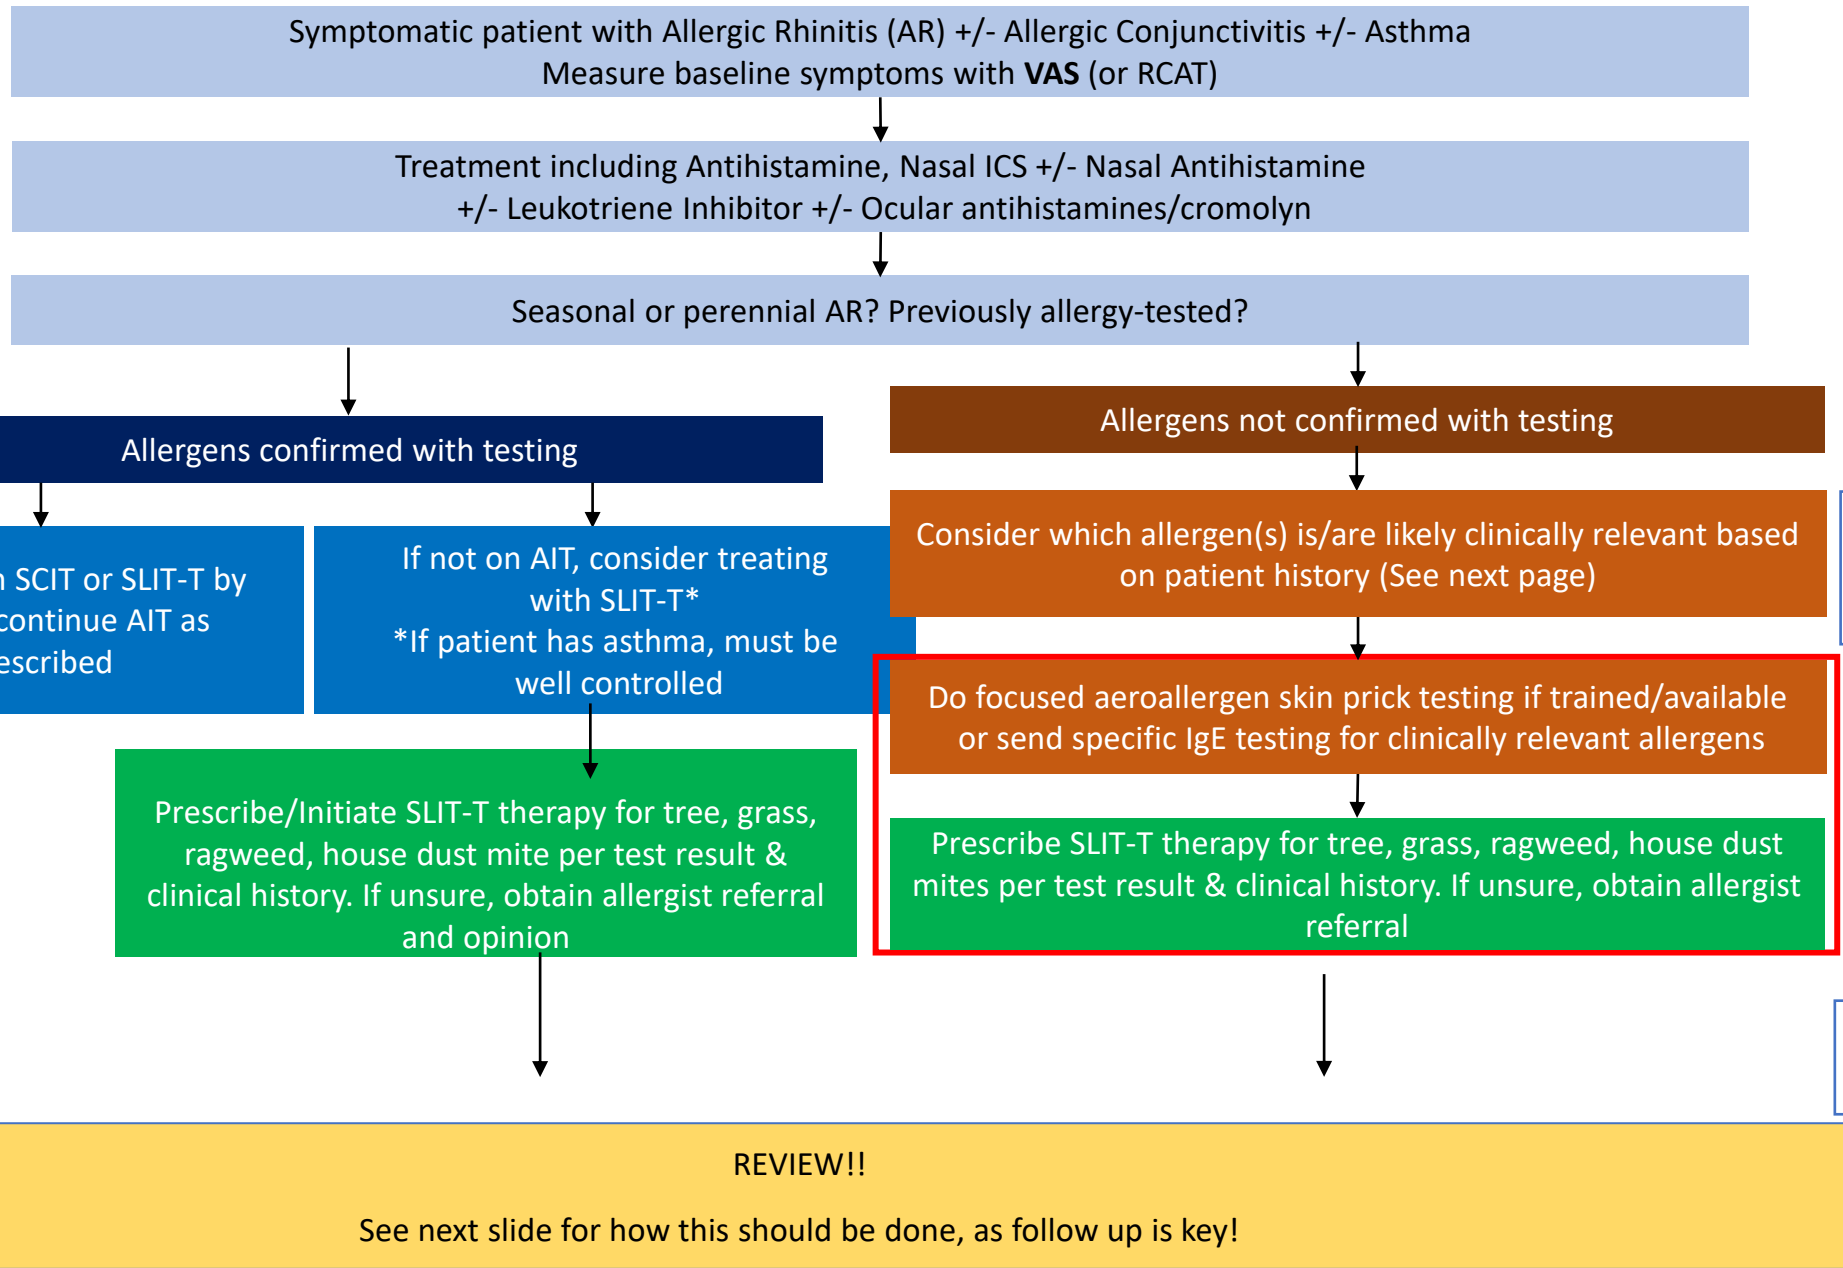 Symptomatic patient with Allergic Rhinitis (AR) +/- Allergic Conjunctivitis +/- Asthma
Measure baseline symptoms with VAS (or RCAT)
Treatment including Antihistamine, Nasal ICS +/- Nasal Antihistamine
+/- Leukotriene Inhibitor +/- Ocular antihistamines/cromolyn
Seasonal or perennial AR? Previously allergy-tested?
Allergens confirmed with testing
SCIT or SLIT-T by
continue AIT as
If not on AIT, consider treating
with SLIT-T*
*If patient has asthma, must be
well controlled
Prescribe/Initiate SLIT-T therapy for tree, grass,
ragweed, house dust mite per test result &
clinical history. If unsure, obtain allergist referral
and opinion
Allergens not confirmed with testing
Consider which allergen(s) is/are likely clinically relevant based
on patient history (See next page)
Do focused aeroallergen skin prick testing if trained/available
or send specific IgE testing for clinically relevant allergens
Prescribe SLIT-T therapy for tree, grass, ragweed, house dust
mites per test result & clinical history. If unsure, obtain allergist
referral
REVIEW!!
See next slide for how this should be done, as follow up is key!